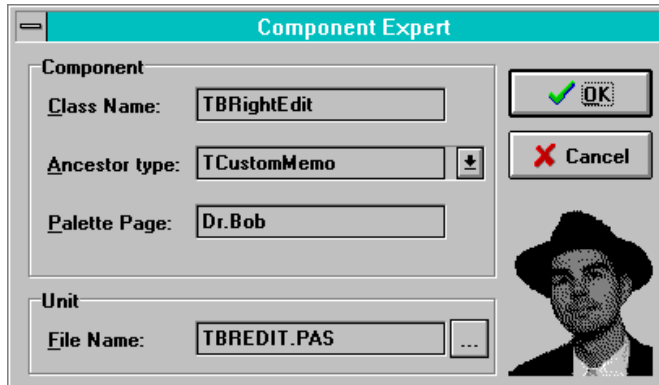 Component Expert
Component
Class Name: TBRightEdit
OK
Ancestor type: TCustomMemo
Cancel
Palette Page: Dr.Bob
Unit
File Name: TBREDIT.PAS ...